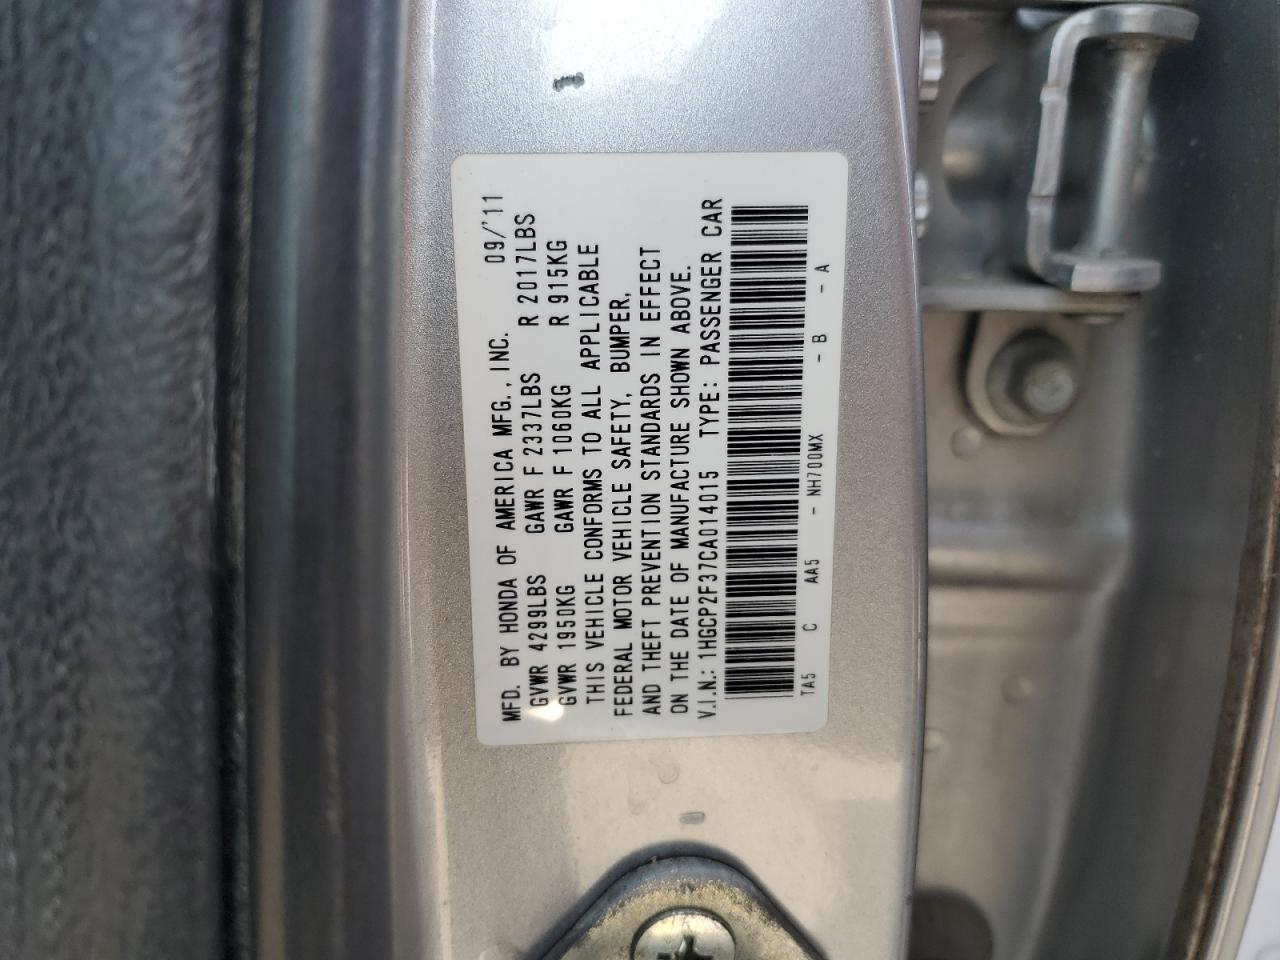 MFD. BY HONDA OF AMERICA MFG., INC. 09/'11
GVWR 4299LBS GAWR F 2337LBS R 2017LBS
GVWR 1950KG GAWR F 1060KG R 915KG
THIS VEHICLE CONFORMS TO ALL APPLICABLE
FEDERAL MOTOR VEHICLE SAFETY, BUMPER,
AND THEFT PREVENTION STANDARDS IN EFFECT
ON THE DATE OF MANUFACTURE SHOWN ABOVE.
V.I.N.: 1HGCP2F37CA014015 TYPE: PASSENGER CAR
TA5 C AA5 - NH700MX - B - A